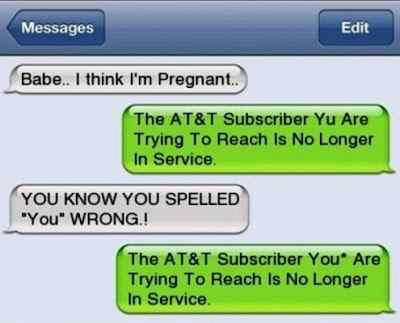 Messages
Edit
Babe.. I think I'm Pregnant..
The AT&T Subscriber Yu Are
Trying To Reach Is No Longer
In Service.
YOU KNOW YOU SPELLED
"You" WRONG.!
The AT&T Subscriber You* Are
Trying To Reach Is No Longer
In Service.